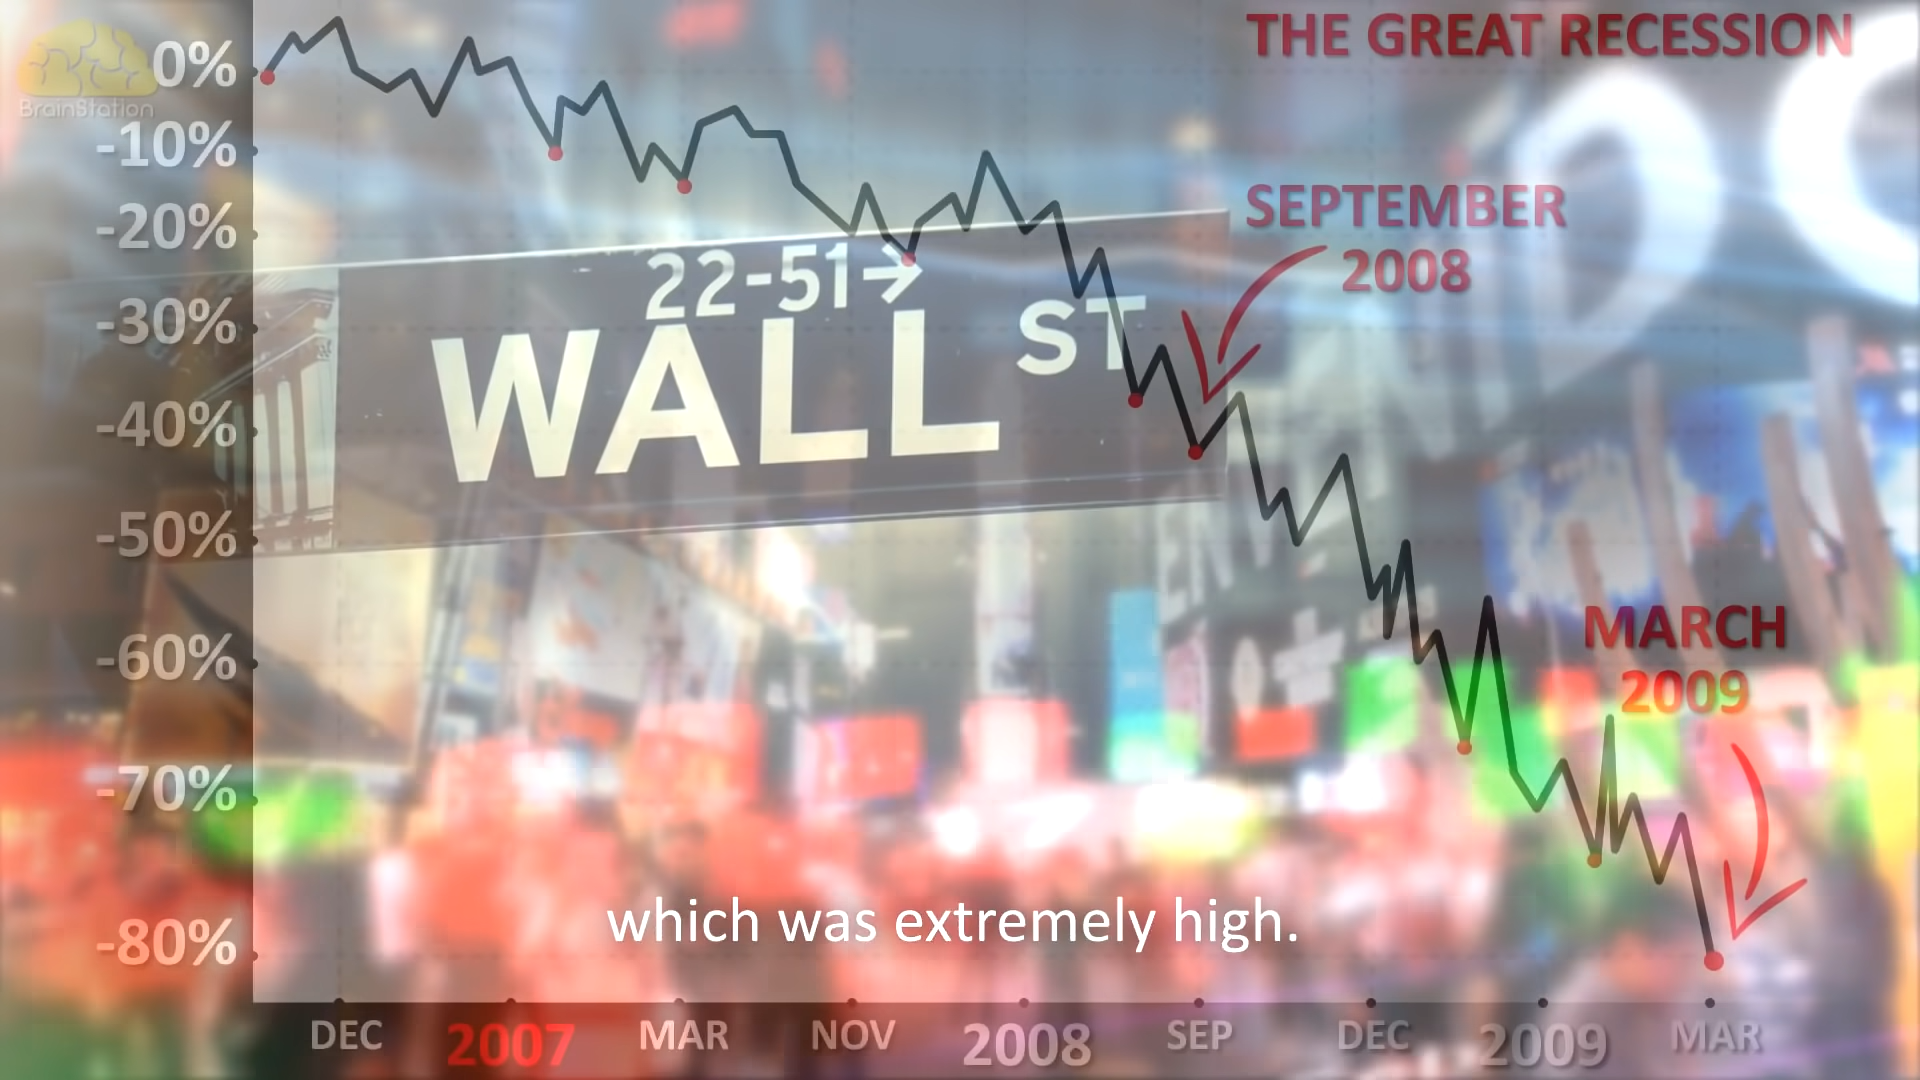 THE GREAT RECESSION
BrainStation
0%
-10%
-20%
-30%
-40%
-50%
-60%
-70%
-80%
SEPTEMBER
2008
22-51→
WALL ST
MARCH
2009
which was extremely high.
DEC 2007 MAR NOV 2008 SEP DEC 2009 MAR